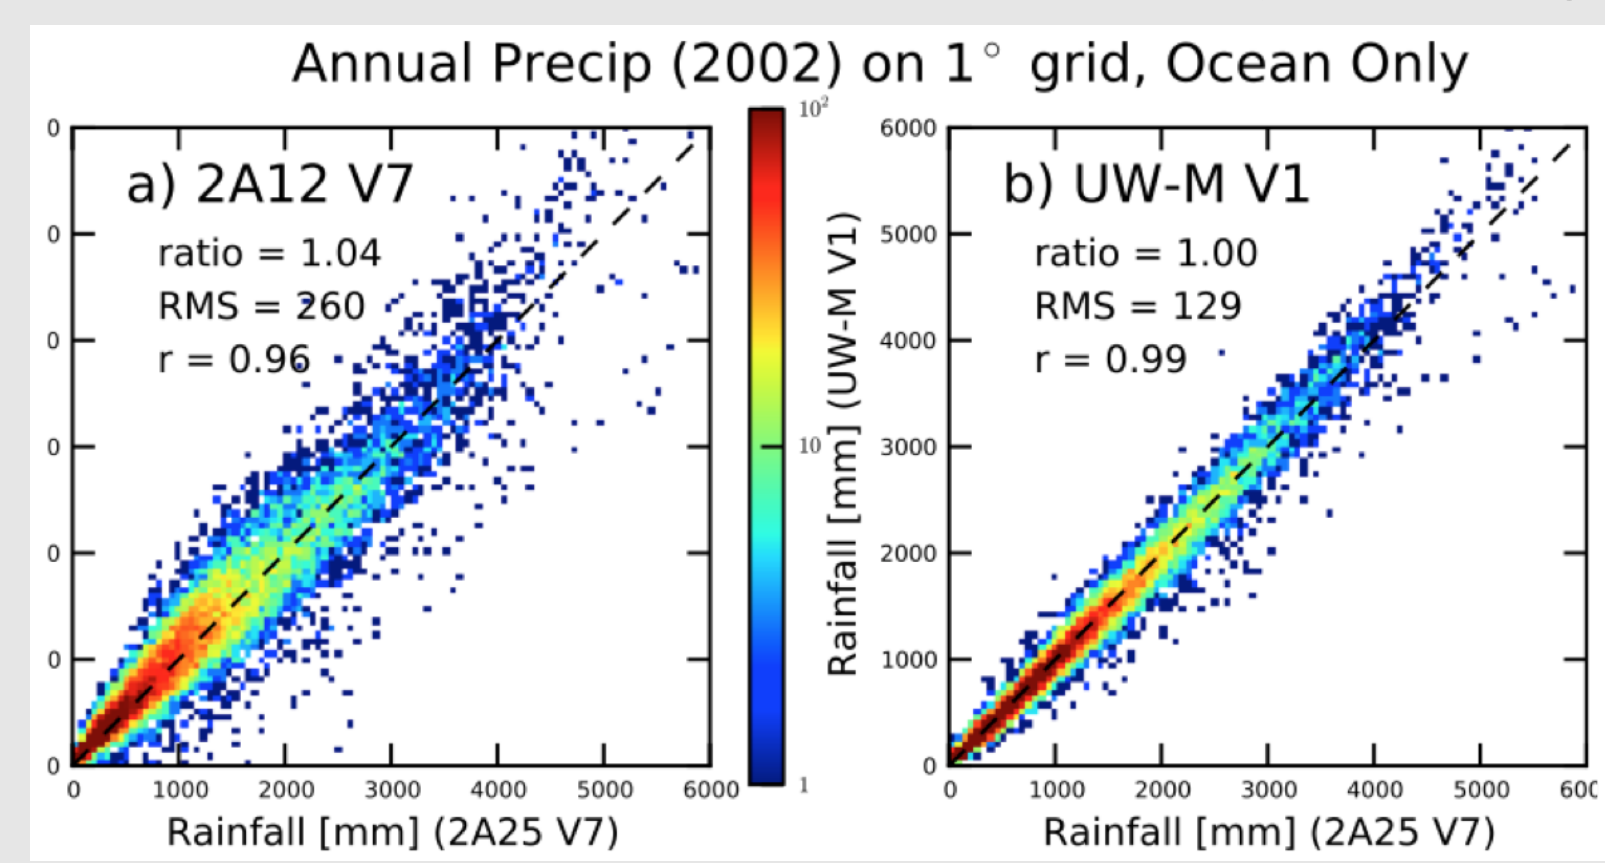 Annual Precip (2002) on 1° grid, Ocean Only
a) 2A12 V7
ratio = 1.04
RMS = 260
r = 0.96
0
0
0
0
0
0
0
0 1000 2000 3000 4000 5000 6000
Rainfall [mm] (2A25 V7)
10²
10
1
Rainfall [mm] (UW-M V1)
b) UW-M V1
ratio = 1.00
RMS = 129
r = 0.99
6000
5000
4000
3000
2000
1000
0
0 1000 2000 3000 4000 5000 600
Rainfall [mm] (2A25 V7)